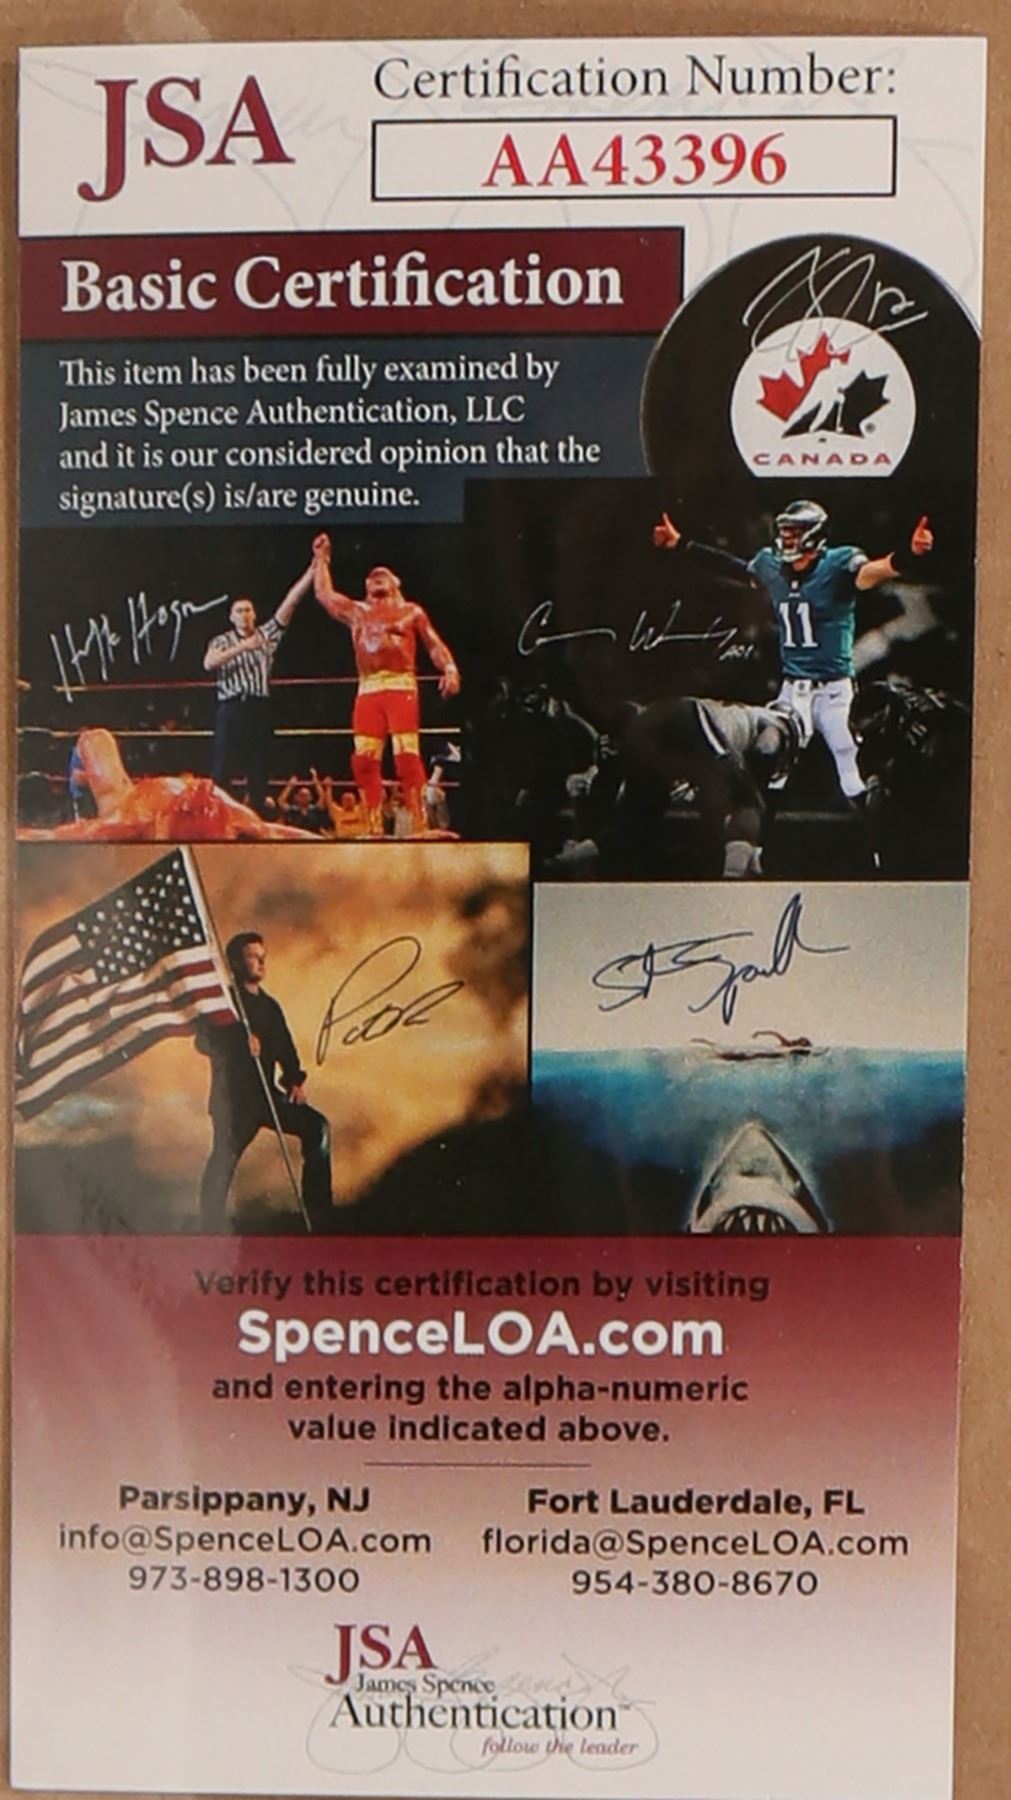 JSA
Certification Number:
AA43396
Basic Certification
This item has been fully examined by
James Spence Authentication, LLC
and it is our considered opinion that the
signature(s) is/are genuine.
CANADA
11
Verify this certification by visiting
SpenceLOA.com
and entering the alpha-numeric
value indicated above.
Parsippany, NJ
info@SpenceLOA.com
973-898-1300
Fort Lauderdale, FL
florida@SpenceLOA.com
954-380-8670
JSA
James Spence
Authentication™
follow the leader